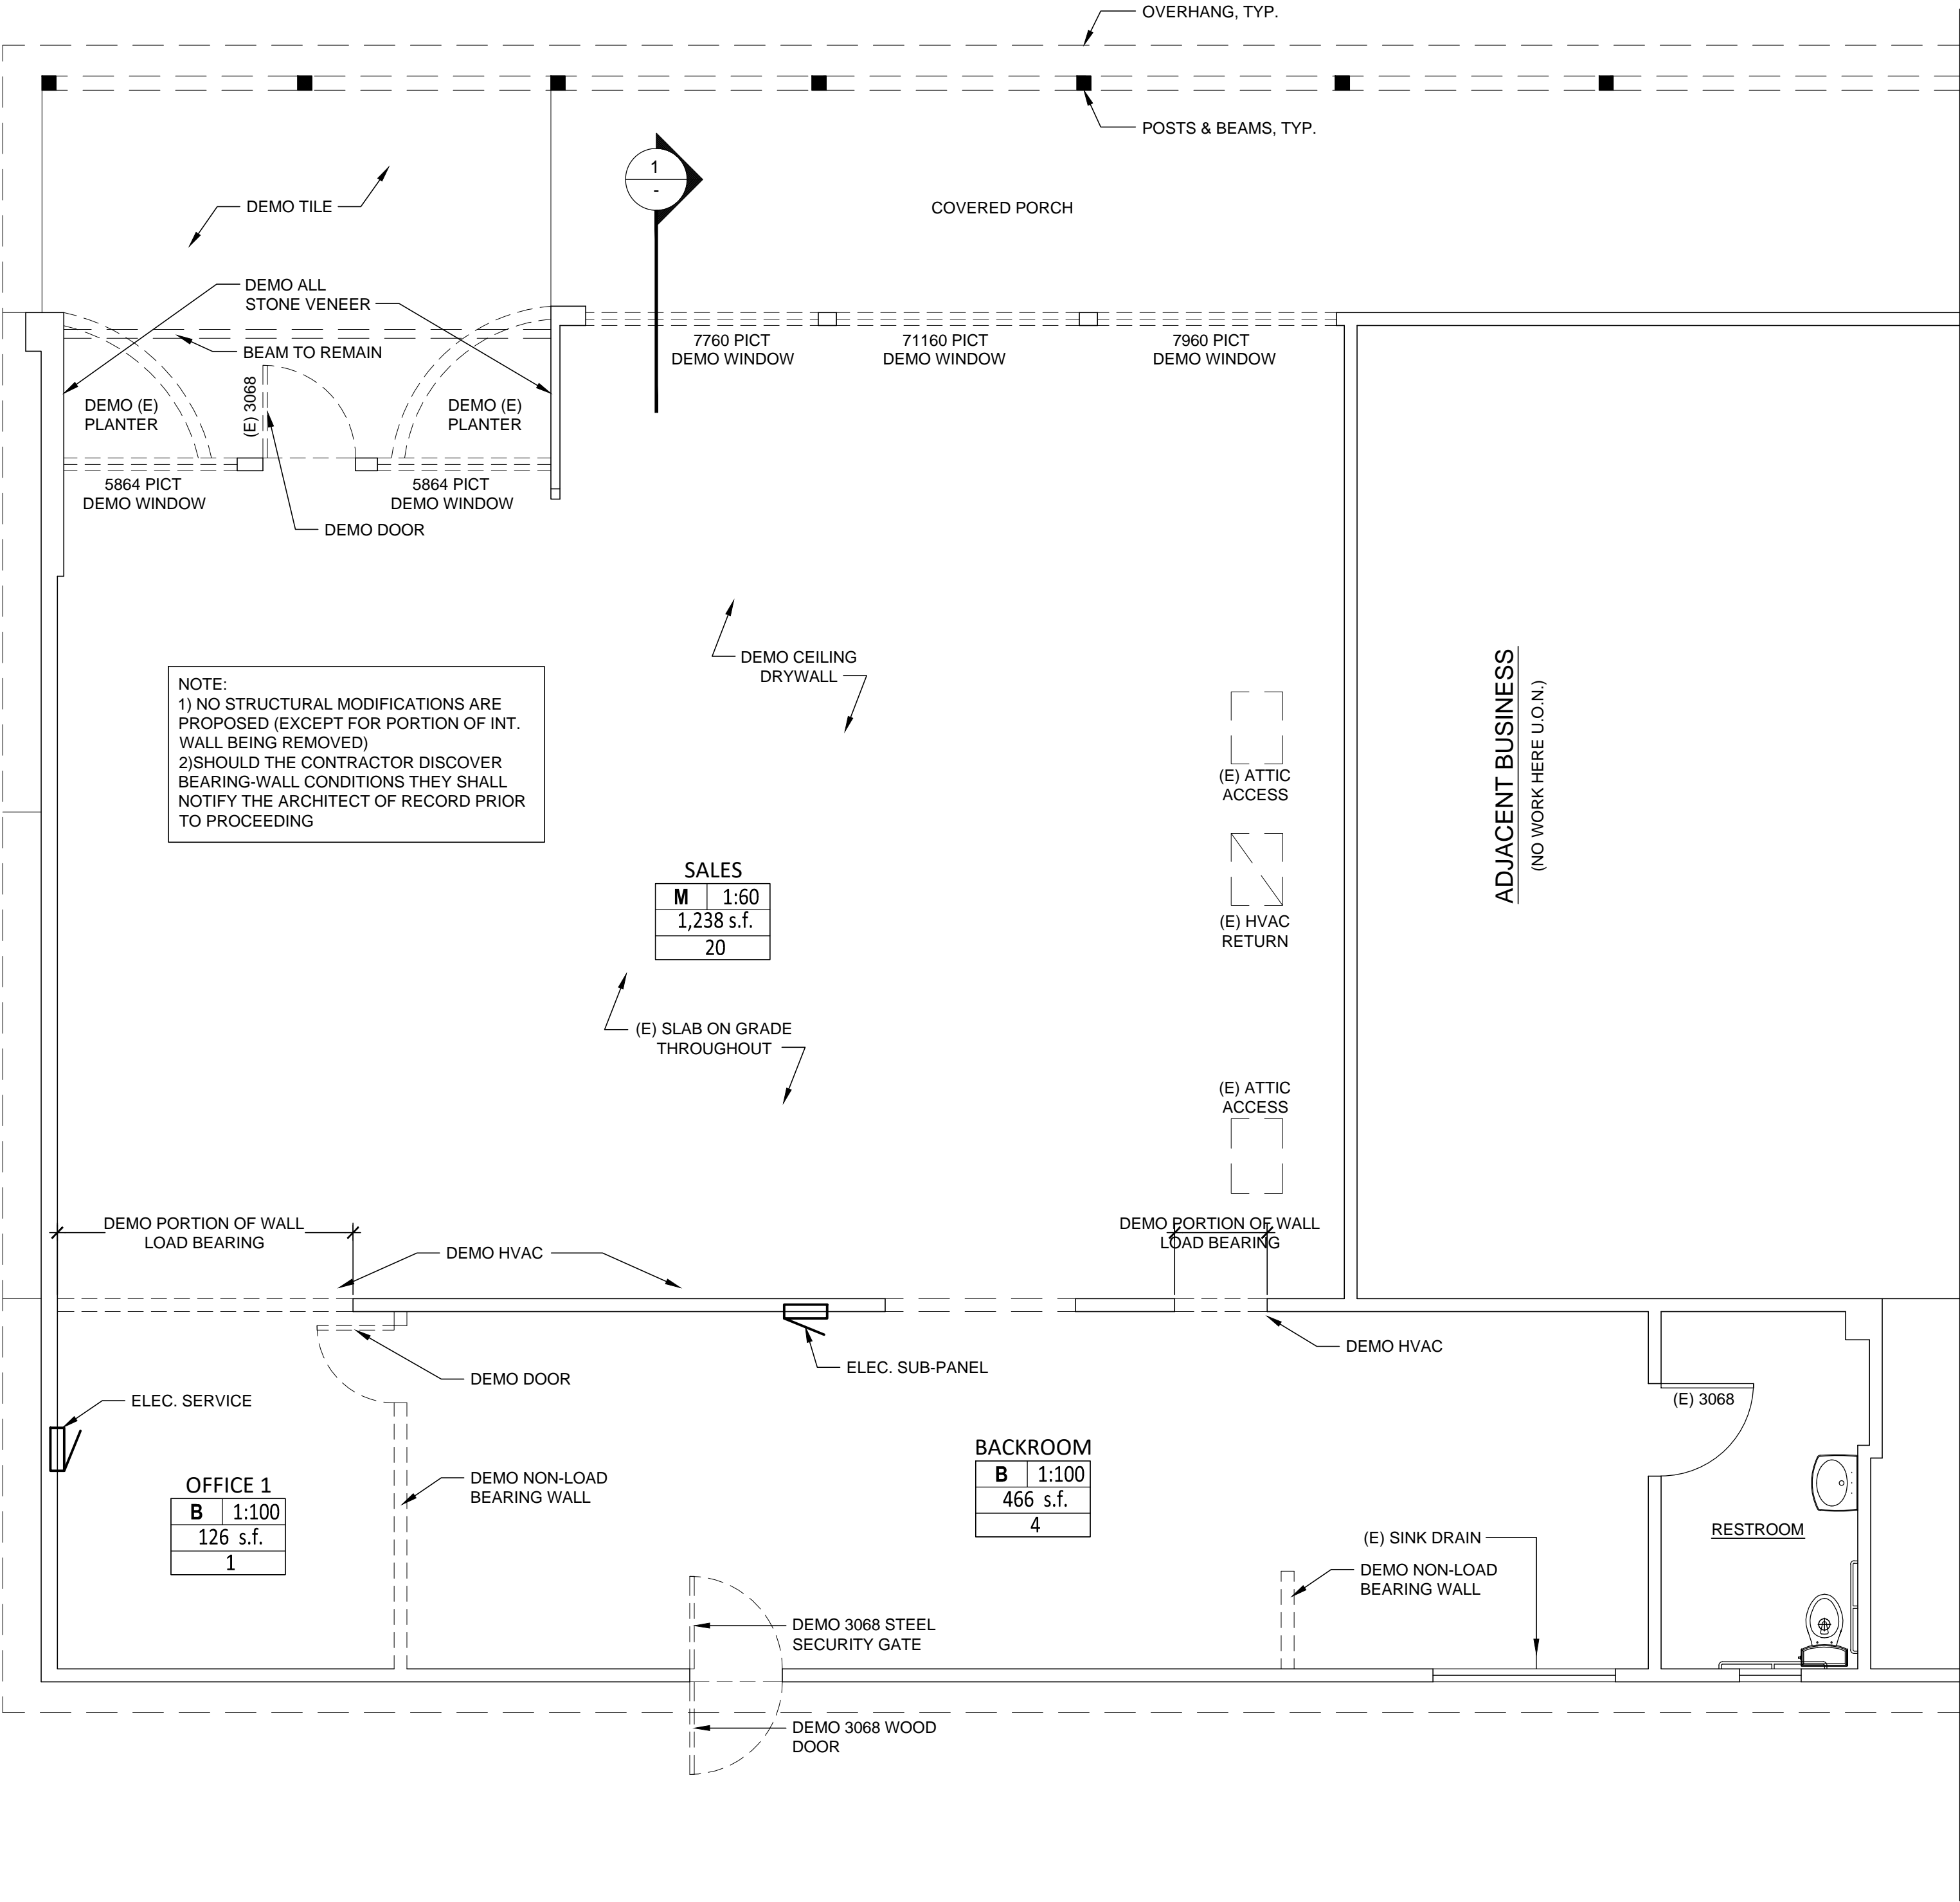 OVERHANG, TYP.
POSTS & BEAMS, TYP.
1
-
DEMO TILE
COVERED PORCH
DEMO ALL
STONE VENEER
BEAM TO REMAIN
7760 PICT
DEMO WINDOW
71160 PICT
DEMO WINDOW
7960 PICT
DEMO WINDOW
DEMO (E)
PLANTER
(E) 3068
DEMO (E)
PLANTER
5864 PICT
DEMO WINDOW
5864 PICT
DEMO WINDOW
DEMO DOOR
DEMO CEILING
DRYWALL
NOTE:
1) NO STRUCTURAL MODIFICATIONS ARE
PROPOSED (EXCEPT FOR PORTION OF INT.
WALL BEING REMOVED)
2)SHOULD THE CONTRACTOR DISCOVER
BEARING-WALL CONDITIONS THEY SHALL
NOTIFY THE ARCHITECT OF RECORD PRIOR
TO PROCEEDING
(E) ATTIC
ACCESS
ADJACENT BUSINESS
(NO WORK HERE U.O.N.)
SALES
M 1:60
1,238 s.f.
20
(E) HVAC
RETURN
(E) SLAB ON GRADE
THROUGHOUT
(E) ATTIC
ACCESS
DEMO PORTION OF WALL
LOAD BEARING
DEMO HVAC
DEMO PORTION OF WALL
LOAD BEARING
DEMO HVAC
ELEC. SUB-PANEL
DEMO DOOR
ELEC. SERVICE
(E) 3068
OFFICE 1
B 1:100
126 s.f.
1
DEMO NON-LOAD
BEARING WALL
BACKROOM
B 1:100
466 s.f.
4
(E) SINK DRAIN
RESTROOM
DEMO NON-LOAD
BEARING WALL
DEMO 3068 STEEL
SECURITY GATE
DEMO 3068 WOOD
DOOR